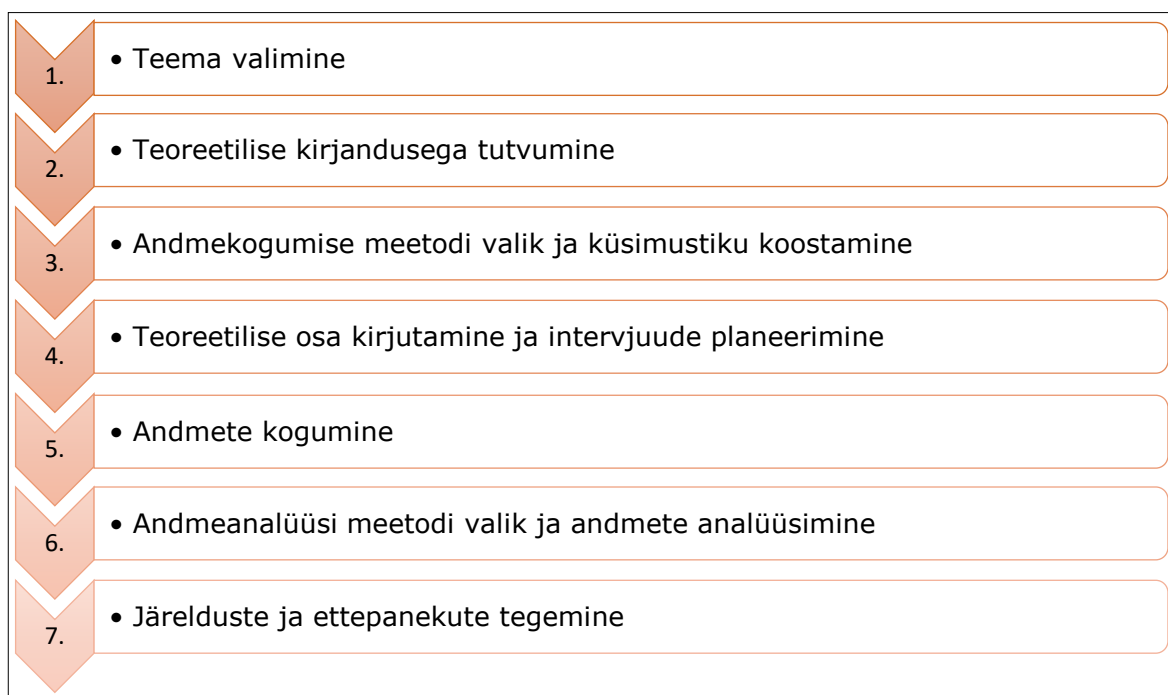 1. • Teema valimine
2. • Teoreetilise kirjandusega tutvumine
3. • Andmekogumise meetodi valik ja küsimustiku koostamine
4. • Teoreetilise osa kirjutamine ja intervjuude planeerimine
5. • Andmete kogumine
6. • Andmeanalüüsi meetodi valik ja andmete analüüsimine
7. • Järelduste ja ettepanekute tegemine